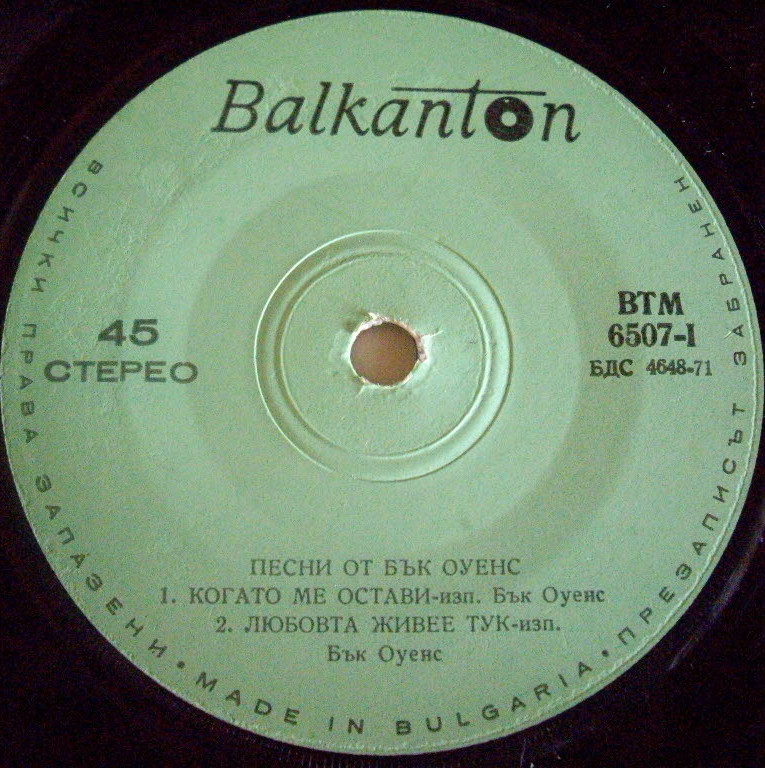 Balkanton
45
СТЕРЕО
ВТМ
6507-I
БДС 4648-71
ПЕСНИ ОТ БЪК ОУЕНС
1. КОГАТО МЕ ОСТАВИ-изп. Бък Оуенс
2. ЛЮБОВТА ЖИВЕЕ ТУК-изп.
Бък Оуенс
ВСИЧКИ ПРАВА ЗАПАЗЕНИ • MADE IN BULGARIA • ПРЕЗАПИСЪТ ЗАБРАНЕН